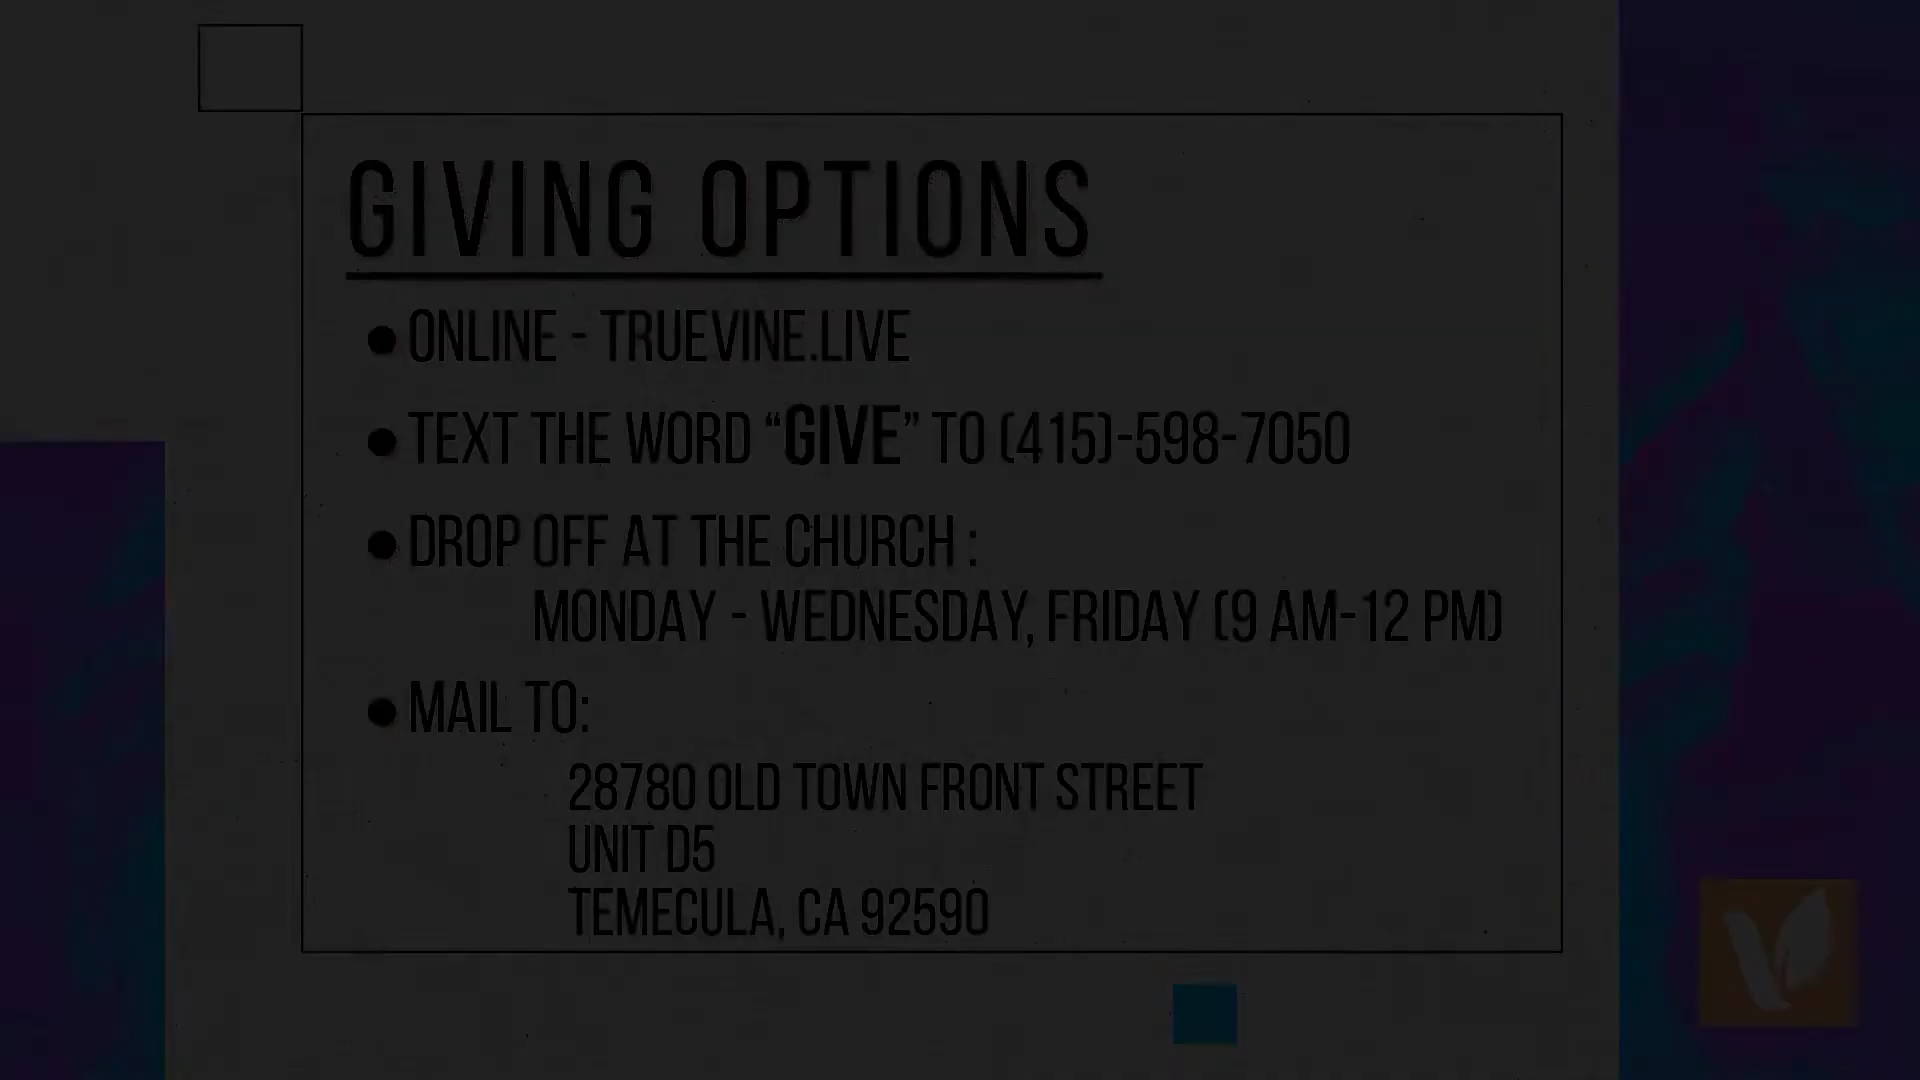 GIVING OPTIONS
● ONLINE - TRUEVINE.LIVE
● TEXT THE WORD “GIVE” TO (415)-598-7050
● DROP OFF AT THE CHURCH :
MONDAY - WEDNESDAY, FRIDAY (9 AM-12 PM)
● MAIL TO:
28780 OLD TOWN FRONT STREET
UNIT D5
TEMECULA, CA 92590